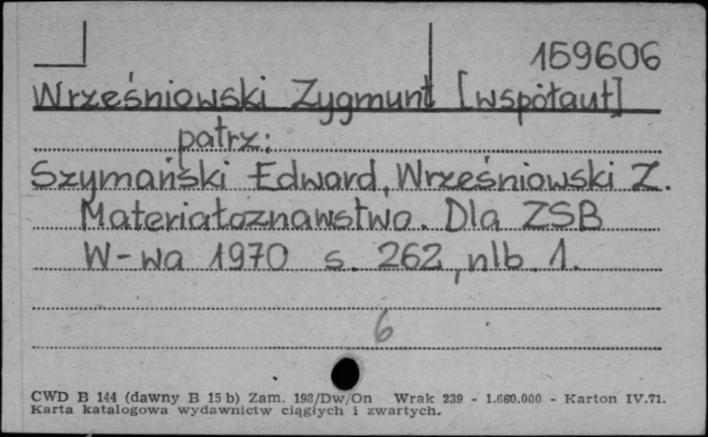 159606
Wrześniowski Zygmunt [współaut]
patrz:
Szymański Edward, Wrześniowski Z.
Materiałoznawstwo. Dla ZSB
W-wa 1970 s. 262, nlb. 1.
6
CWD B 144 (dawny B 15 b) Zam. 193/Dw/On Wrak 239 - 1.660.000 - Karton IV.71.
Karta katalogowa wydawnictw ciągłych i zwartych.